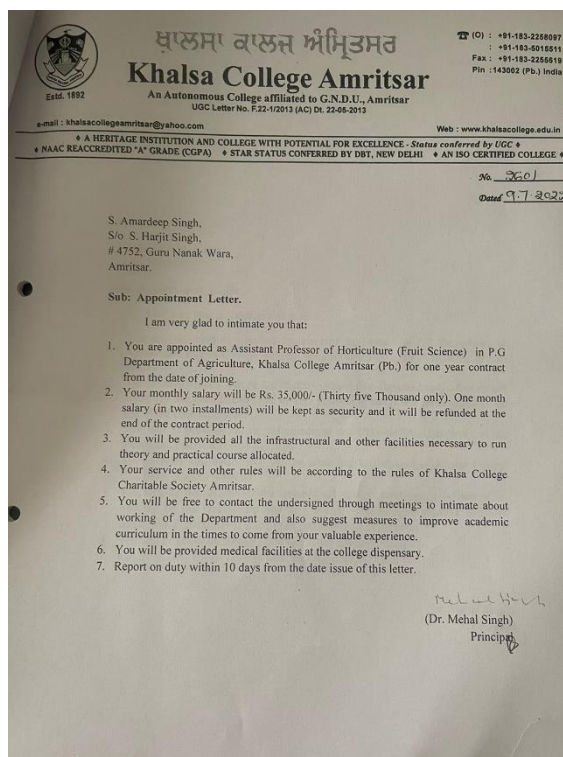 ਖ਼ਾਲਸਾ ਕਾਲਜ ਅੰਮ੍ਰਿਤਸਰ
Khalsa College Amritsar
An Autonomous College affiliated to G.N.D.U., Amritsar
UGC Letter No. F.22-1/2013 (AC) Dt. 22-05-2013
Estd. 1892
☎ (O) : +91-183-2258097
: +91-183-5015511
Fax : +91-183-2255619
Pin : 143002 (Pb.) India
e-mail : khalsacollegeamritsar@yahoo.com
Web : www.khalsacollege.edu.in
♦ A HERITAGE INSTITUTION AND COLLEGE WITH POTENTIAL FOR EXCELLENCE - Status conferred by UGC ♦
♦ NAAC REACCREDITED "A" GRADE (CGPA) ♦ STAR STATUS CONFERRED BY DBT, NEW DELHI ♦ AN ISO CERTIFIED COLLEGE ♦
No. 2601
Dated 9.7.2022
S. Amardeep Singh,
S/o S. Harjit Singh,
# 4752, Guru Nanak Wara,
Amritsar.
Sub: Appointment Letter.
I am very glad to intimate you that:
1. You are appointed as Assistant Professor of Horticulture (Fruit Science) in P.G
Department of Agriculture, Khalsa College Amritsar (Pb.) for one year contract
from the date of joining.
2. Your monthly salary will be Rs. 35,000/- (Thirty five Thousand only). One month
salary (in two installments) will be kept as security and it will be refunded at the
end of the contract period.
3. You will be provided all the infrastructural and other facilities necessary to run
theory and practical course allocated.
4. Your service and other rules will be according to the rules of Khalsa College
Charitable Society Amritsar.
5. You will be free to contact the undersigned through meetings to intimate about
working of the Department and also suggest measures to improve academic
curriculum in the times to come from your valuable experience.
6. You will be provided medical facilities at the college dispensary.
7. Report on duty within 10 days from the date issue of this letter.
Mehal Singh
(Dr. Mehal Singh)
Principal